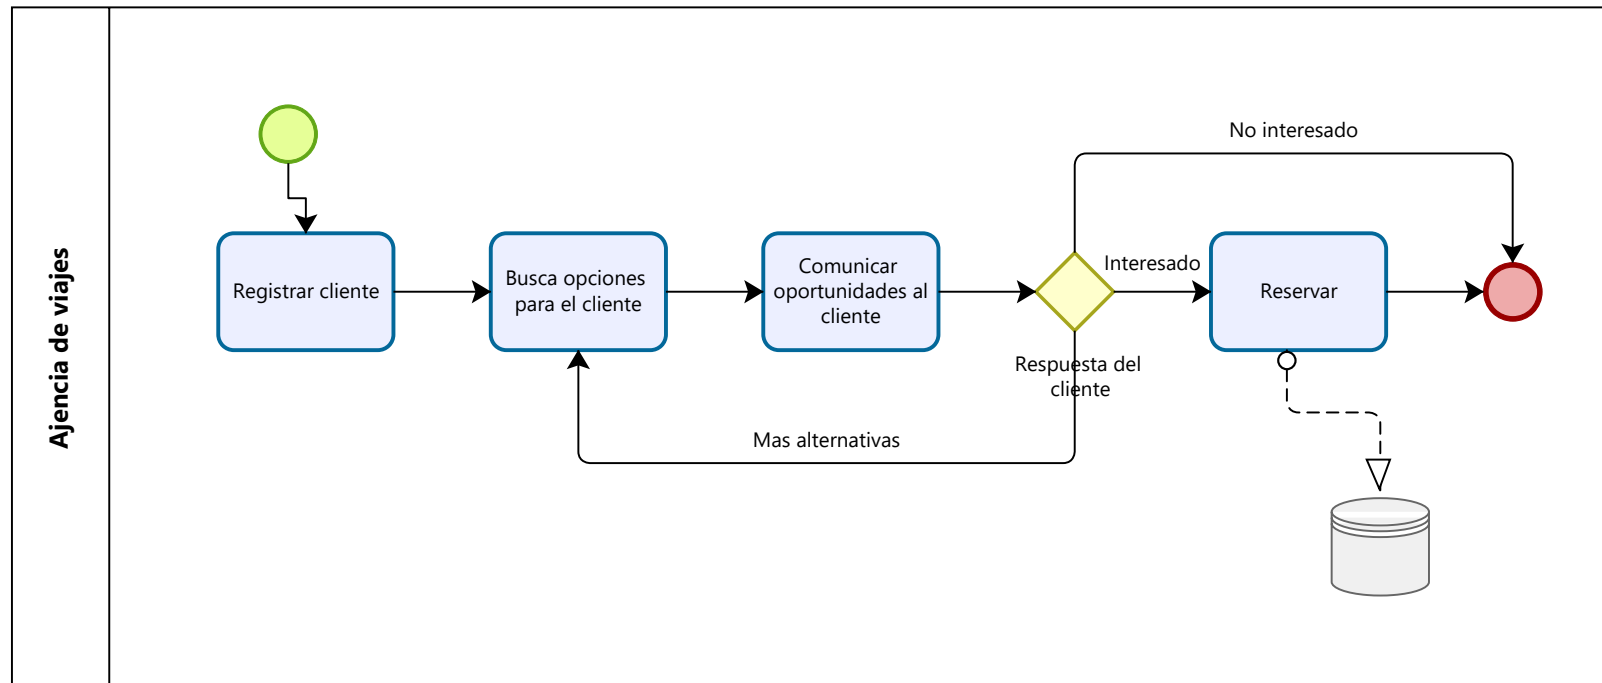 Ajencia de viajes
Registrar cliente
Busca opciones
para el cliente
Comunicar
oportunidades al
cliente
No interesado
Interesado
Respuesta del
cliente
Mas alternativas
Reservar